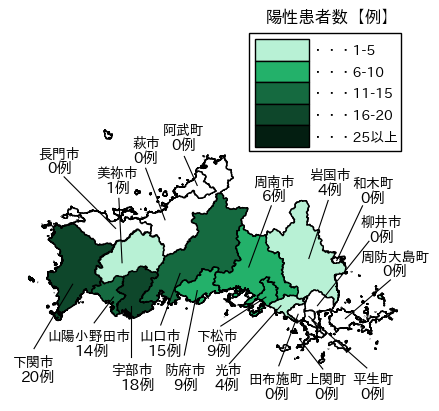 陽性患者数【例】
・・・1-5
・・・6-10
・・・11-15
・・・16-20
・・・25以上
阿武町
0例
萩市
0例
長門市
0例
美祢市
1例
周南市
6例
岩国市
4例
和木町
0例
柳井市
0例
周防大島町
0例
山陽小野田市
14例
山口市
15例
下松市
9例
下関市
20例
宇部市
18例
防府市
9例
光市
4例
田布施町
0例
上関町
0例
平生町
0例